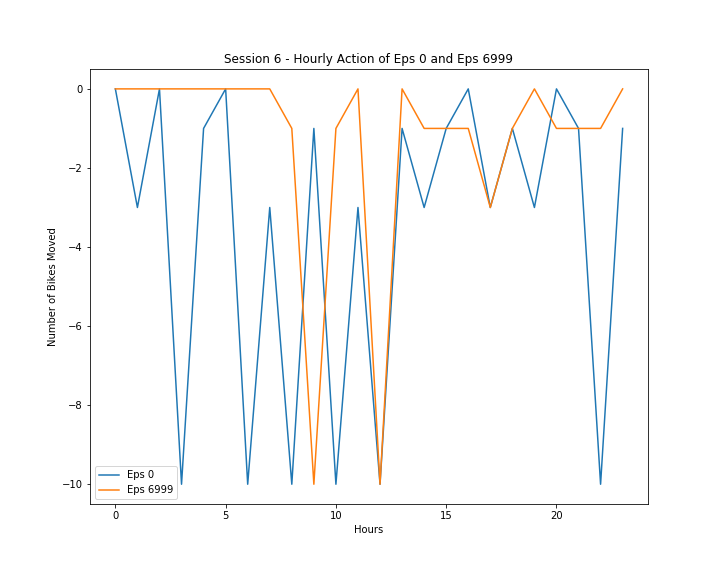 Session 6 - Hourly Action of Eps 0 and Eps 6999
Number of Bikes Moved
0
−2
−4
−6
−8
−10
Eps 0
Eps 6999
0 5 10 15 20
Hours